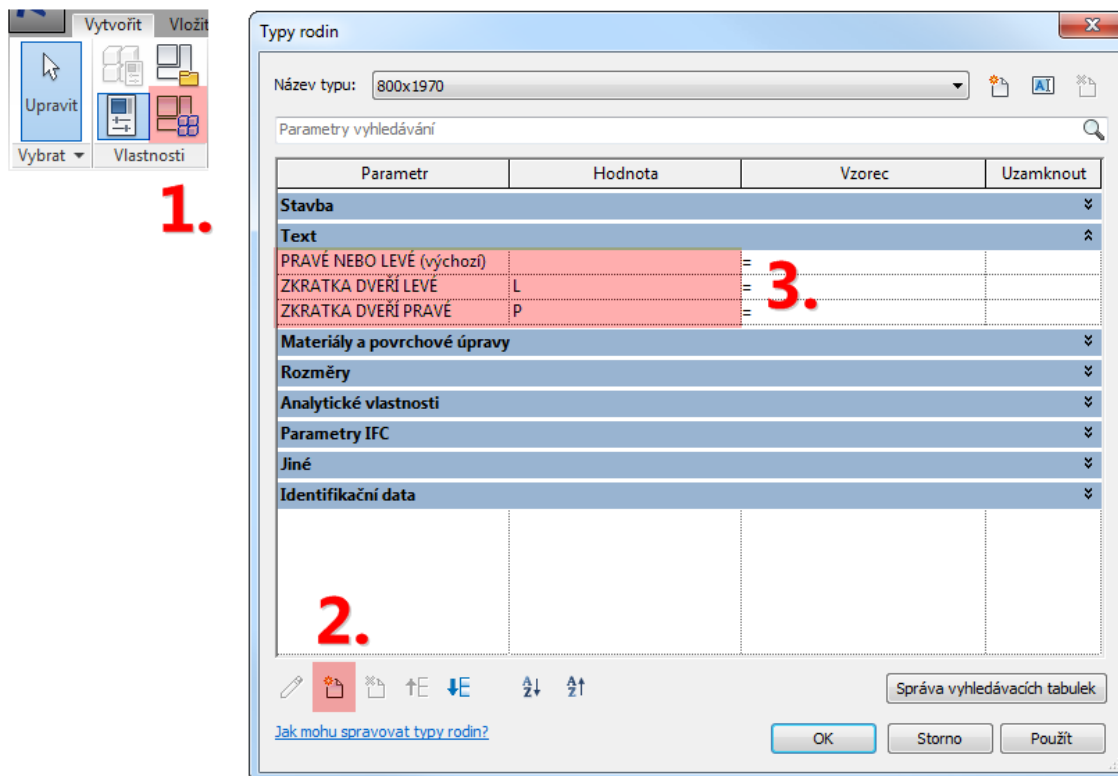 Vytvořit Vložit
Upravit
Vybrat Vlastnosti
1.
Typy rodin
Název typu: 800x1970
AI
Parametry vyhledávání
Parametr Hodnota Vzorec Uzamknout
Stavba
Text
PRAVÉ NEBO LEVÉ (výchozí) =
ZKRATKA DVEŘÍ LEVÉ L =
ZKRATKA DVEŘÍ PRAVÉ P =
3.
Materiály a povrchové úpravy
Rozměry
Analytické vlastnosti
Parametry IFC
Jiné
Identifikační data
2.
Správa vyhledávacích tabulek
Jak mohu spravovat typy rodin?
OK Storno Použít